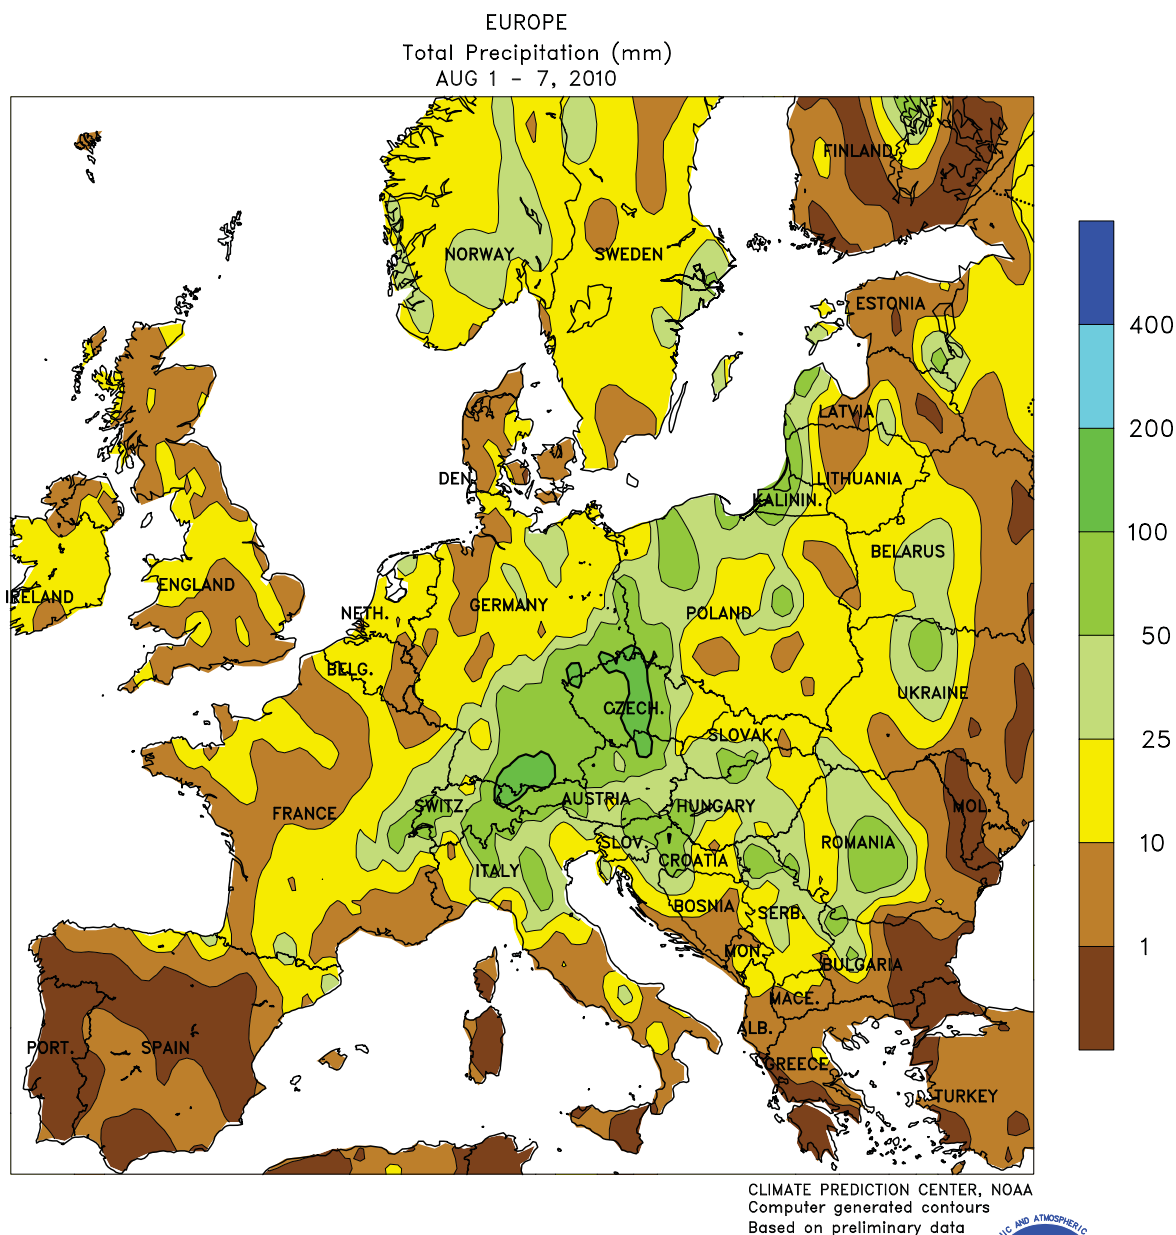 EUROPE
Total Precipitation (mm)
AUG 1 - 7, 2010
FINLAND
NORWAY
SWEDEN
ESTONIA
400
LATVIA
200
DEN.
LITHUANIA
KALININ.
100
BELARUS
ENGLAND
IRELAND
NETH.
GERMANY
POLAND
50
BELG.
UKRAINE
CZECH.
SLOVAK.
25
SWITZ.
AUSTRIA
HUNGARY
MOL.
FRANCE
SLOV.
ROMANIA
10
ITALY
CROATIA
BOSNIA
SERB.
1
MON.
BULGARIA
MACE.
ALB.
PORT.
SPAIN
GREECE
TURKEY
CLIMATE PREDICTION CENTER, NOAA
Computer generated contours
Based on preliminary data
NIC AND ATMOSPHERIC